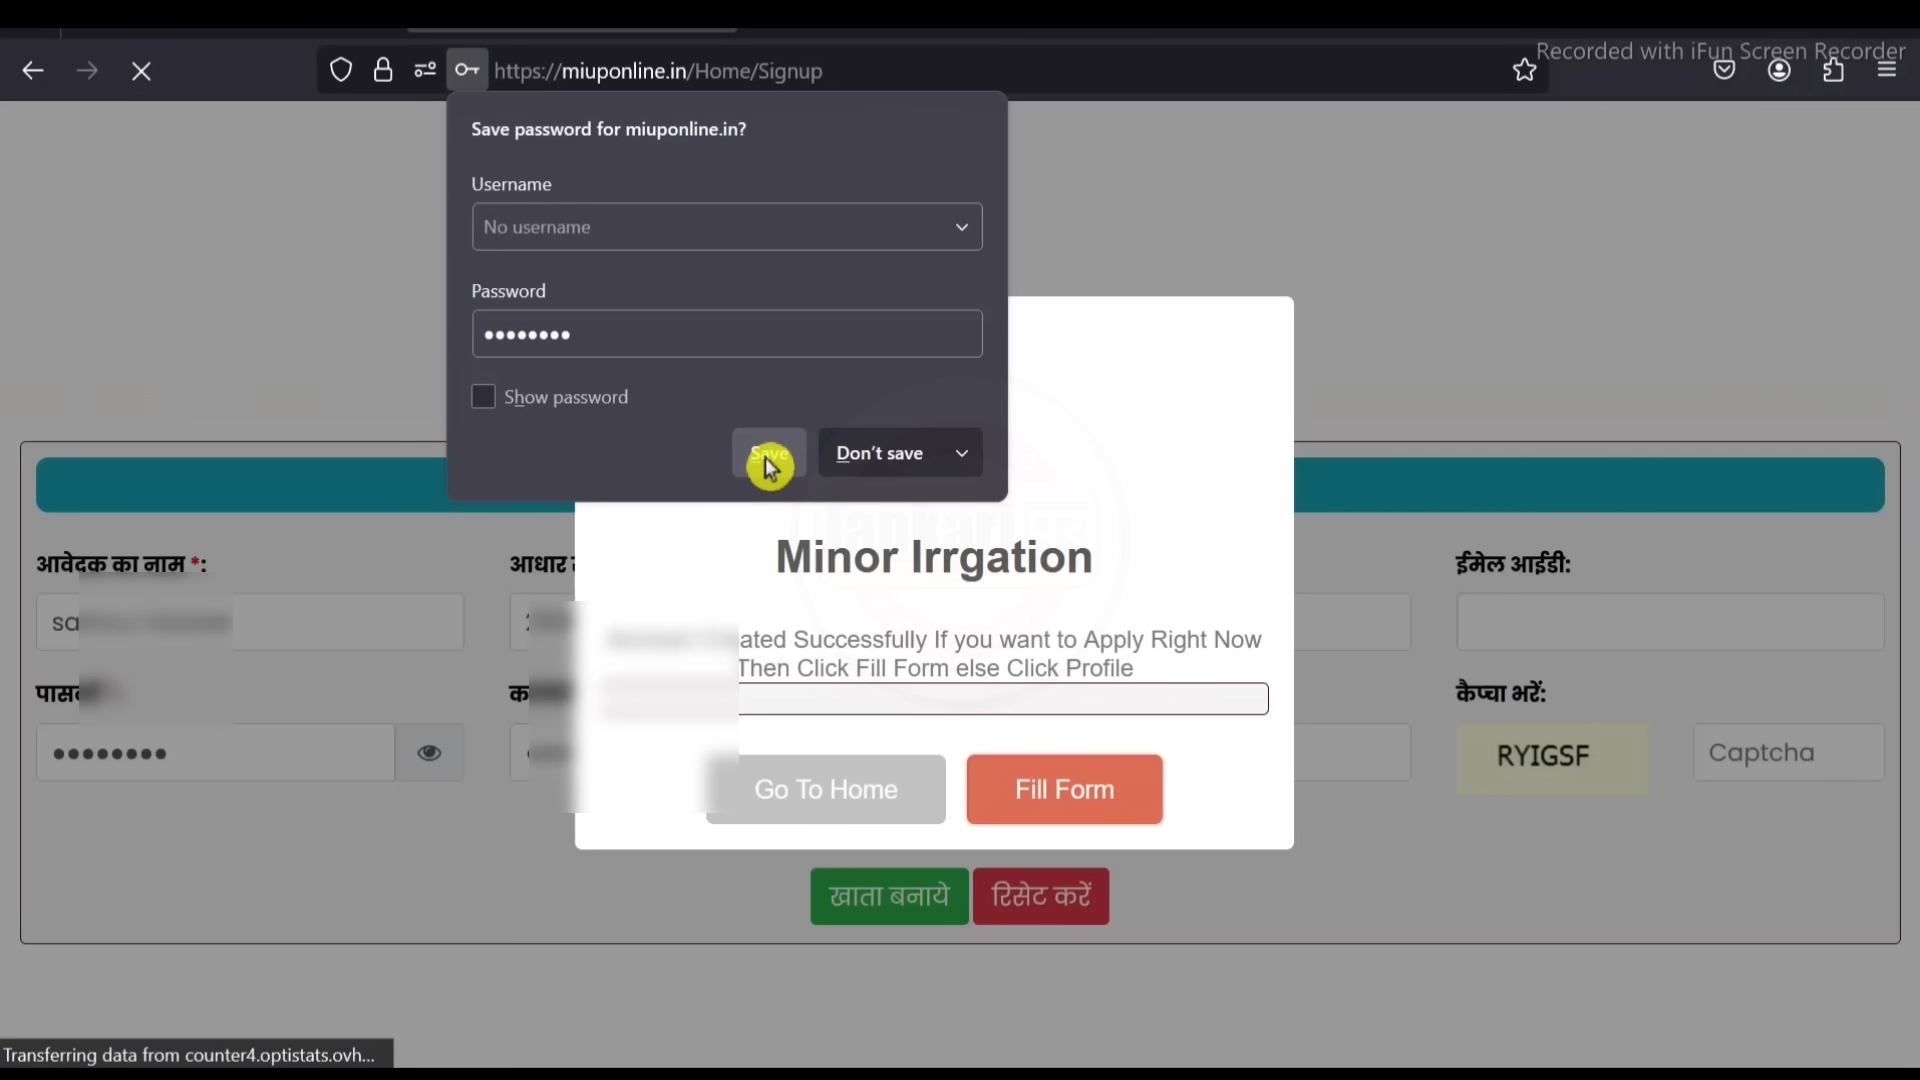 Recorded with iFun Screen Recorder
https://miuponline.in/Home/Signup
Save password for miuponline.in?
Username
No username
Password
Show password
Save
Don't save
Minor Irrgation
आवेदक का नाम *:
आधार
ईमेल आईडी:
sa
ated Successfully If you want to Apply Right Now
Then Click Fill Form else Click Profile
कैप्चा भरें:
RYIGSF
Captcha
Go To Home
Fill Form
खाता बनाये
रिसेट करें
Transferring data from counter4.optistats.ovh...